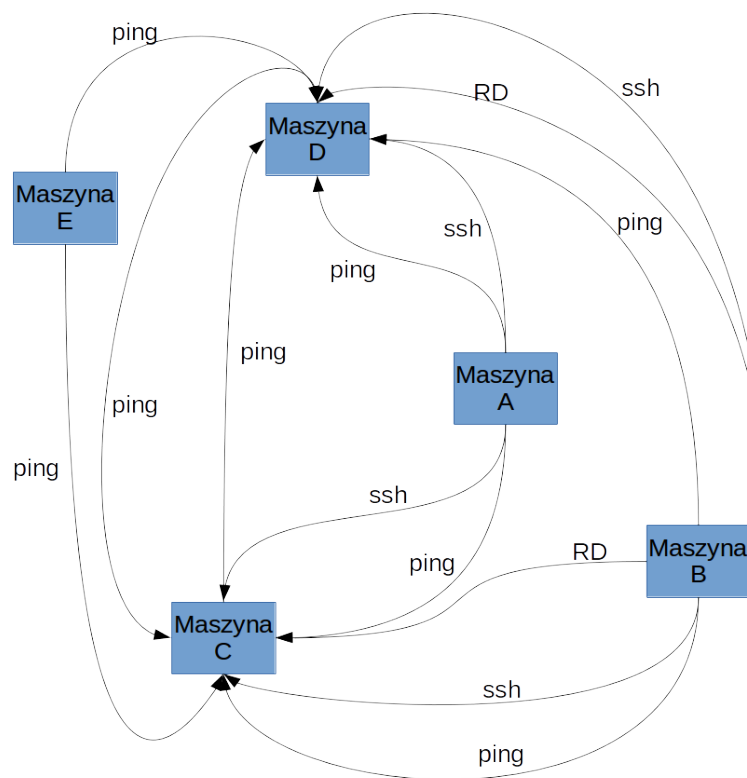 ping
ssh
RD
Maszyna
D
Maszyna
E
ping
ssh
ping
ping
Maszyna
A
ping
ping
ssh
RD
Maszyna
B
ping
Maszyna
C
ssh
ping